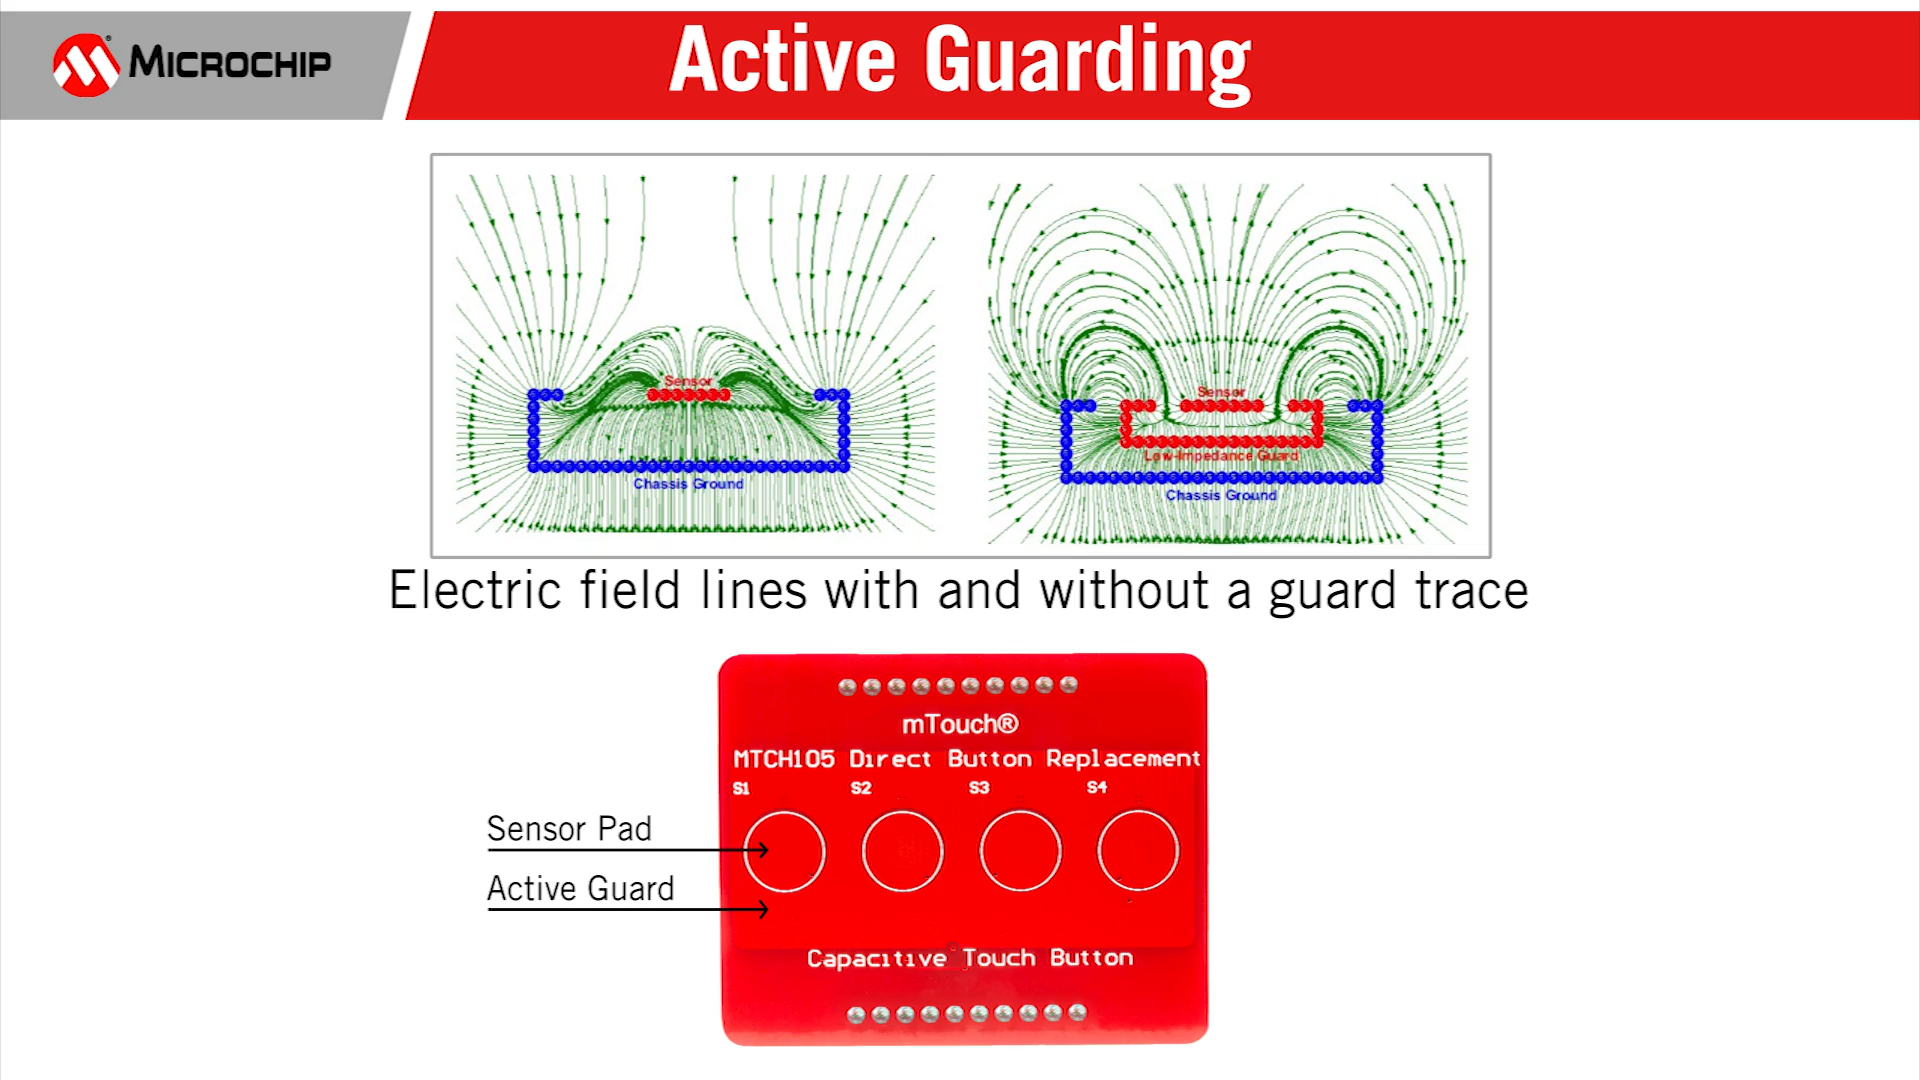 MICROCHIP
Active Guarding
Sensor
Chassis Ground
Sensor
Low-Impedance Guard
Chassis Ground
Electric field lines with and without a guard trace
mTouch®
MTCH105 Direct Button Replacement
S1 S2 S3 S4
Sensor Pad
Active Guard
Capacitive Touch Button